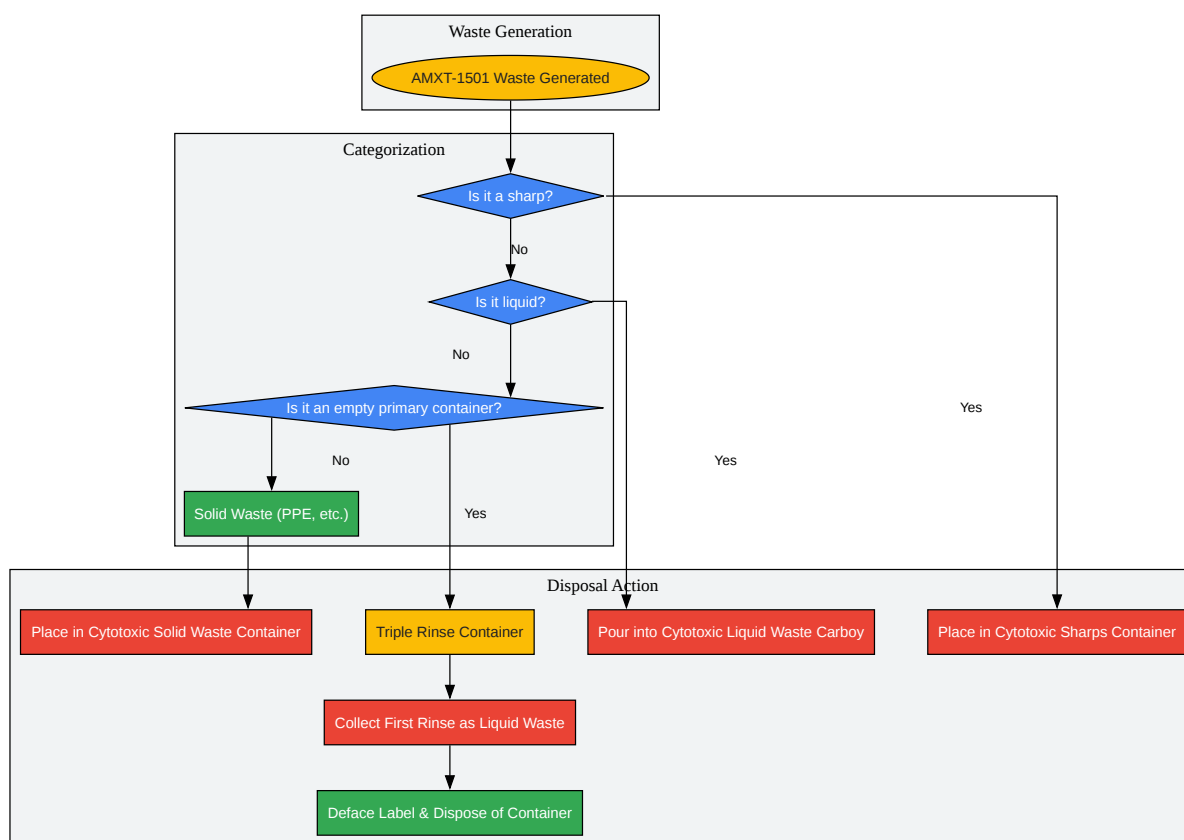 Waste Generation
AMXT-1501 Waste Generated
Categorization
Is it a sharp?
No
Is it liquid?
No
Is it an empty primary container?
Yes
No
Yes
Solid Waste (PPE, etc.)
Yes
Disposal Action
Place in Cytotoxic Solid Waste Container
Triple Rinse Container
Pour into Cytotoxic Liquid Waste Carboy
Place in Cytotoxic Sharps Container
Collect First Rinse as Liquid Waste
Deface Label & Dispose of Container